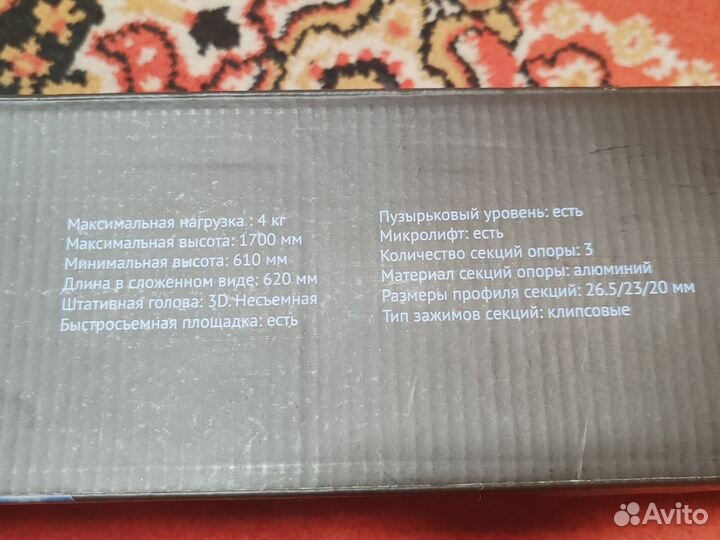 Максимальная нагрузка : 4 кг
Максимальная высота: 1700 мм
Минимальная высота: 610 мм
Длина в сложенном виде: 620 мм
Штативная голова: 3D. Несъемная
Быстросъемная площадка: есть
Пузырьковый уровень: есть
Микролифт: есть
Количество секций опоры: 3
Материал секций опоры: алюминий
Размеры профиля секций: 26.5/23/20 мм
Тип зажимов секций: клипсовые
Avito